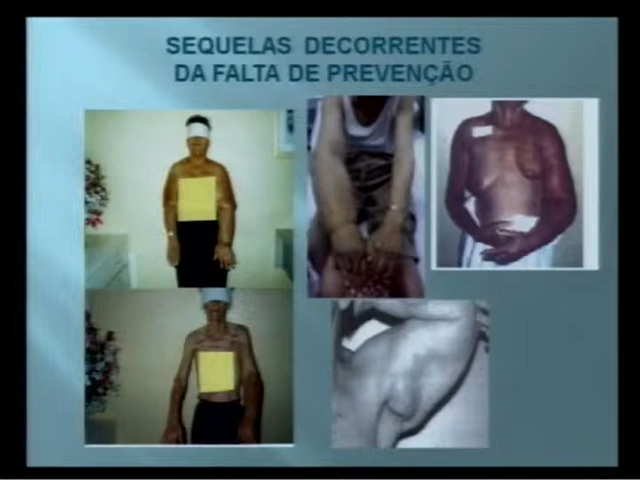 SEQUELAS DECORRENTES
DA FALTA DE PREVENÇÃO